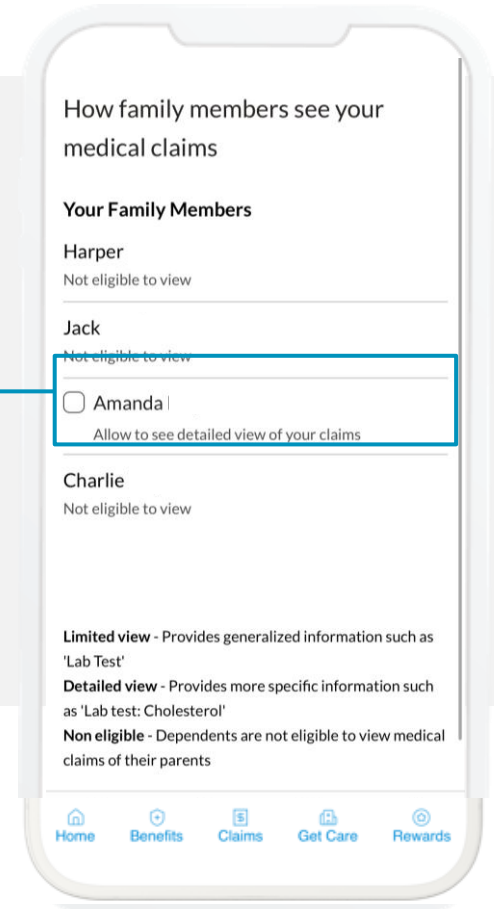 How family members see your
medical claims
Your Family Members
Harper
Not eligible to view
Jack
Not eligible to view
Amanda
Allow to see detailed view of your claims
Charlie
Not eligible to view
Limited view - Provides generalized information such as
'Lab Test'
Detailed view - Provides more specific information such
as 'Lab test: Cholesterol'
Non eligible - Dependents are not eligible to view medical
claims of their parents
Home Benefits Claims Get Care Rewards